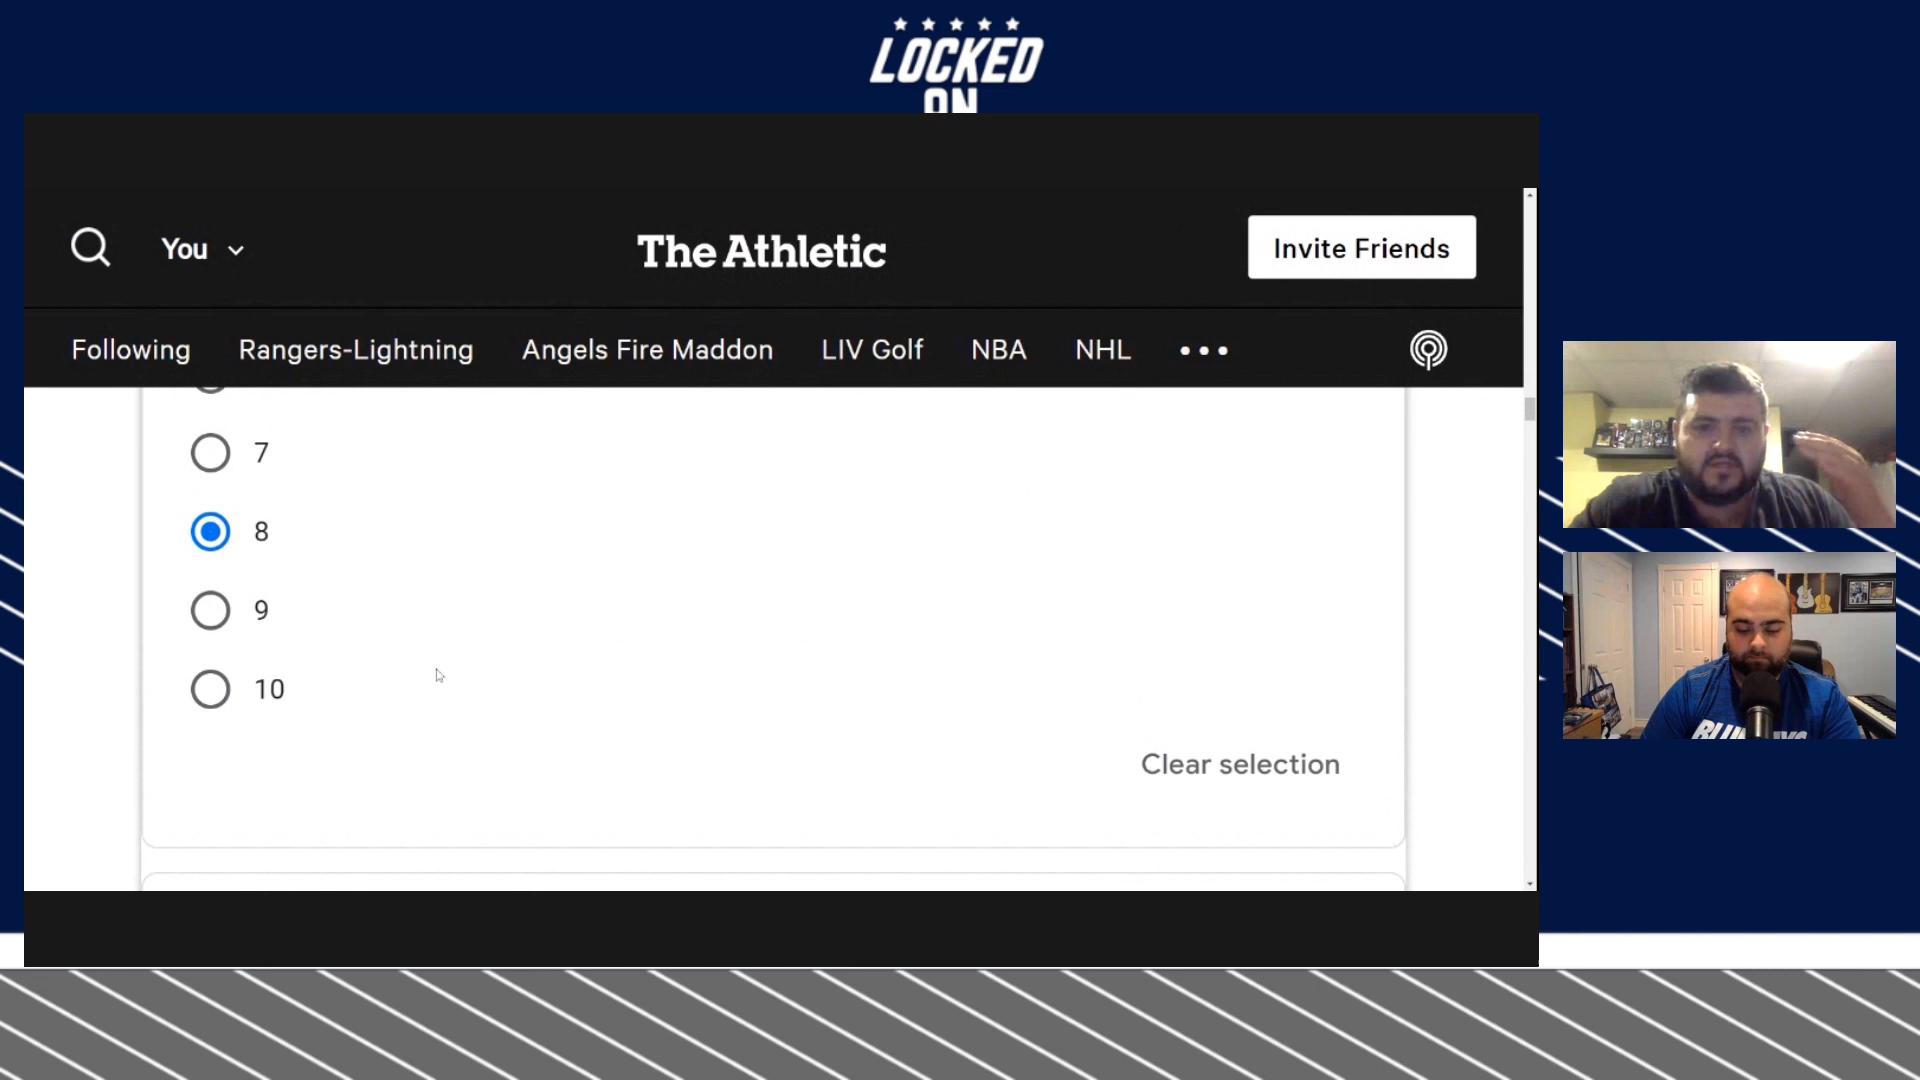 LOCKED
ON
You
The Athletic
Invite Friends
Following
Rangers-Lightning
Angels Fire Maddon
LIV Golf
NBA
NHL
7
8
9
10
Clear selection